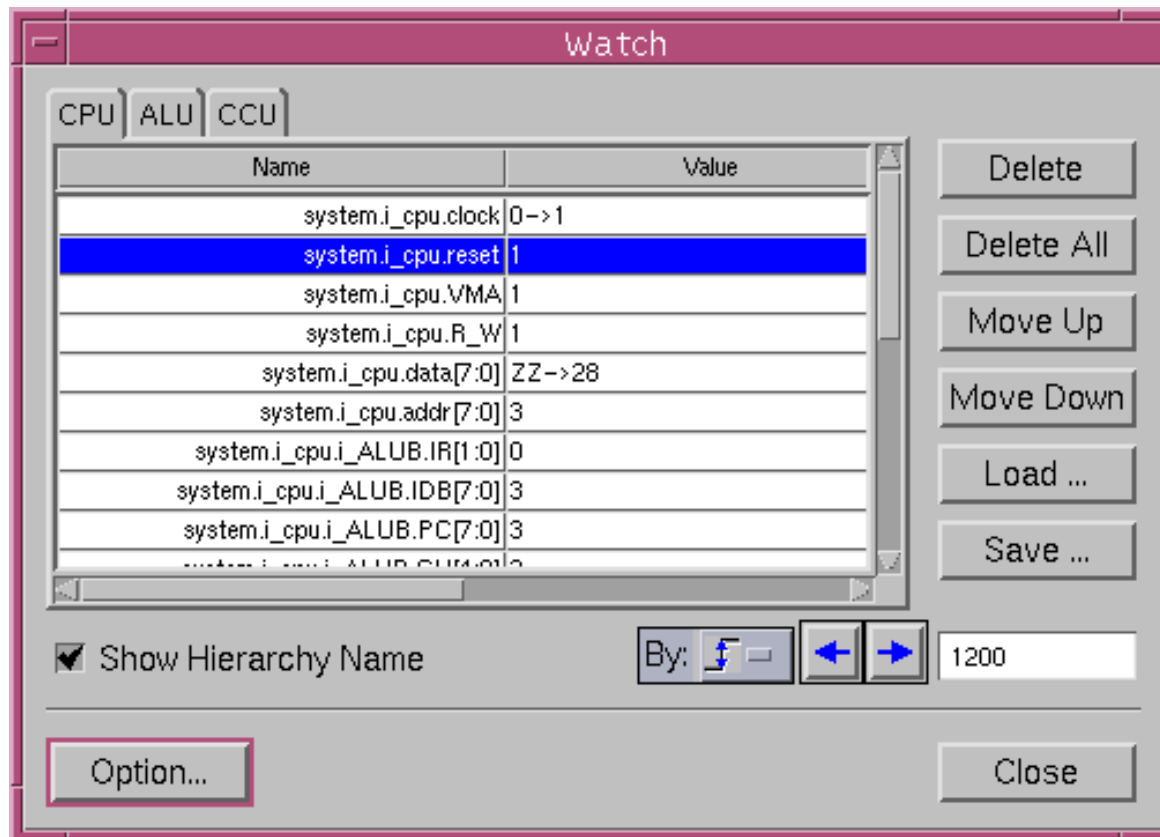 Watch
CPU ALU CCU
Name Value
system.i_cpu.clock 0->1
system.i_cpu.reset 1
system.i_cpu.VMA 1
system.i_cpu.R_W 1
system.i_cpu.data[7:0] ZZ->28
system.i_cpu.addr[7:0] 3
system.i_cpu.i_ALUB.IR[1:0] 0
system.i_cpu.i_ALUB.IDB[7:0] 3
system.i_cpu.i_ALUB.PC[7:0] 3
Delete
Delete All
Move Up
Move Down
Load ...
Save ...
Show Hierarchy Name
By:
1200
Option...
Close